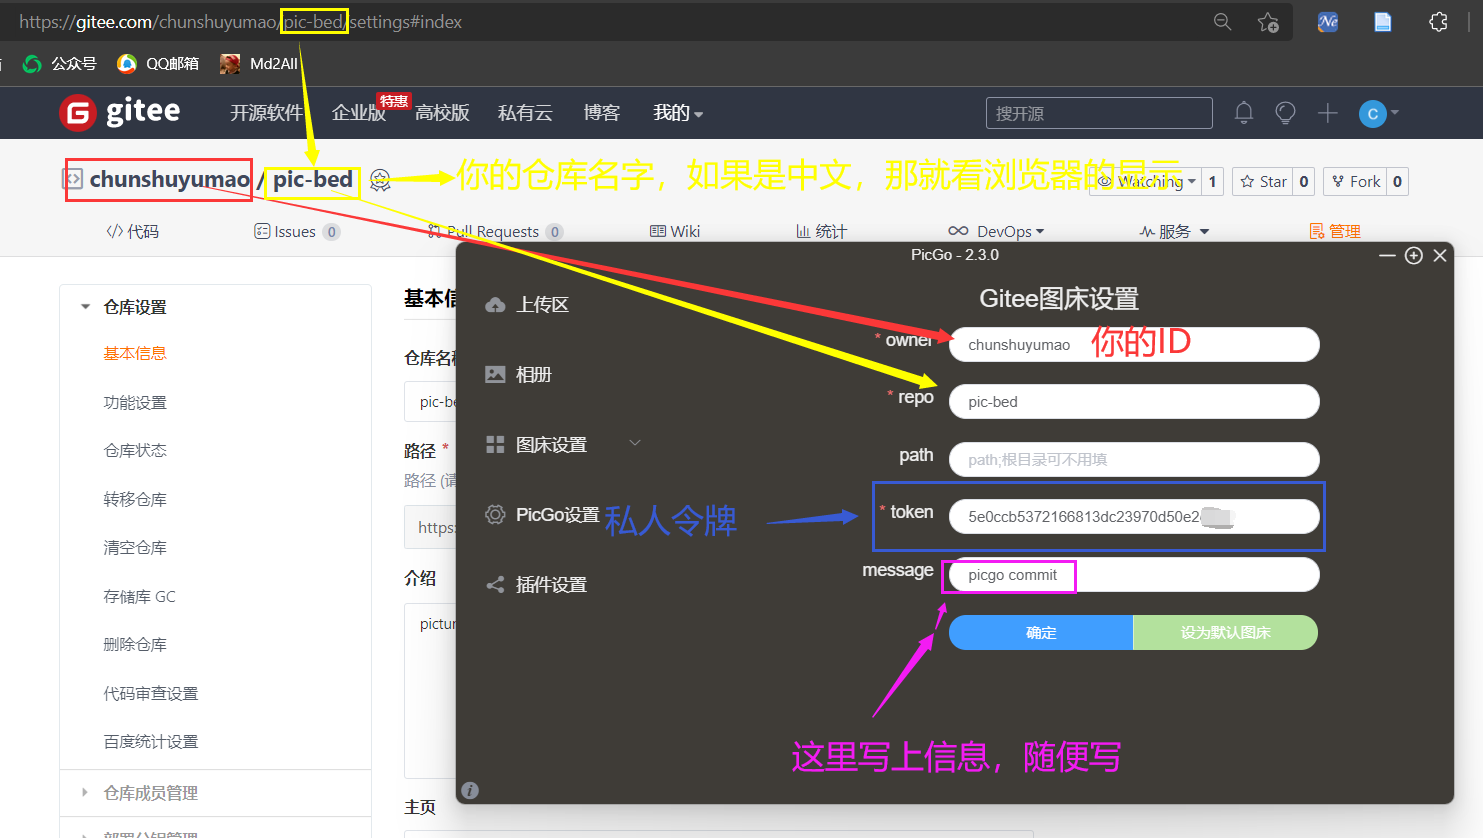 https://gitee.com/chunshuyumao/pic-bed/settings#index
公众号 QQ邮箱 Md2All
gitee 开源软件 企业版 特惠 高校版 私有云 博客 我的 搜开源 C
chunshuyumao / pic-bed 你的仓库名字，如果是中文，那就看浏览器的显示 Watching 1 Star 0 Fork 0
代码 Issues 0 Pull Requests 0 Wiki 统计 DevOps 服务 管理
仓库设置
基本信息
功能设置
仓库状态
转移仓库
清空仓库
存储库 GC
删除仓库
代码审查设置
百度统计设置
仓库成员管理
部署公钥管理
基本信
仓库名称
pic-be
路径 *
路径 (请
https:
介绍
pictur
主页
PicGo - 2.3.0
上传区
相册
图床设置
PicGo设置
插件设置
Gitee图床设置
* owner chunshuyumao 你的ID
* repo pic-bed
path path;根目录可不用填
私人令牌 * token 5e0ccb5372166813dc23970d50e2
message picgo commit
确定 设为默认图床
这里写上信息，随便写